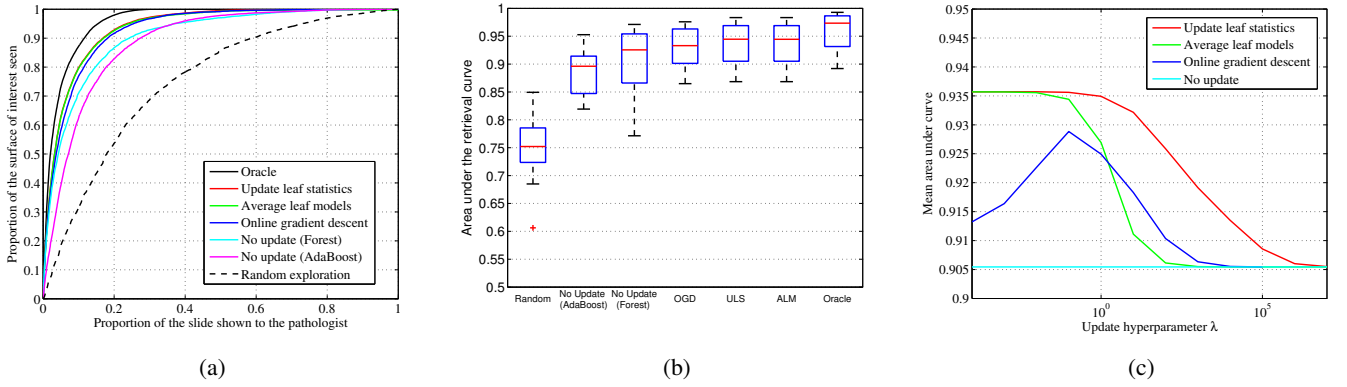 1
0.9
0.8
0.7
0.6
0.5
0.4
0.3
0.2
0.1
0
Proportion of the surface of interest seen
Oracle
Update leaf statistics
Average leaf models
Online gradient descent
No update (Forest)
No update (AdaBoost)
Random exploration
0 0.2 0.4 0.6 0.8 1
Proportion of the slide shown to the pathologist
(a)
1
0.95
0.9
0.85
0.8
0.75
0.7
0.65
0.6
0.55
0.5
Area under the retrieval curve
Random No Update (AdaBoost) No Update (Forest) OGD ULS ALM Oracle
(b)
0.95
0.945
0.94
0.935
0.93
0.925
0.92
0.915
0.91
0.905
0.9
Mean area under curve
Update leaf statistics
Average leaf models
Online gradient descent
No update
10⁰ 10⁵
Update hyperparameter λ
(c)